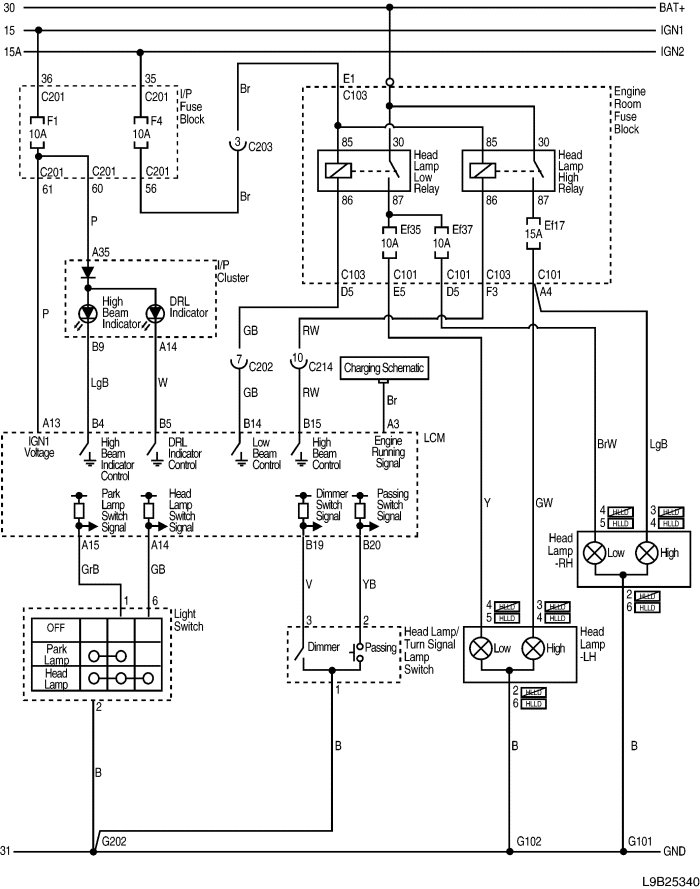 30 BAT+
15 IGN1
15A IGN2
36 35 E1
C201 C201 I/P Fuse Block Br C103 Engine Room Fuse Block
F1 10A F4 10A 3 C203
85 30 Head Lamp Low Relay 85 30 Head Lamp High Relay
C201 C201 C201
61 60 56 Br 86 87 86 87
P Ef35 10A Ef37 10A Ef17 15A
A35 I/P Cluster
C103 C101 C101 C103 C101
D5 E5 D5 F3 A4
P High Beam Indicator DRL Indicator
GB RW
B9 A14
7 C202 10 C214 Charging Schematic
LgB W GB RW Br
A13 B4 B5 B14 B15 A3
LCM
IGN1 Voltage High Beam Indicator Control DRL Indicator Control Low Beam Control High Beam Control Engine Running Signal
BrW LgB
Park Lamp Switch Signal Head Lamp Switch Signal Dimmer Switch Signal Passing Switch Signal
Y GW
4 HLLD 3 HLLD
5 HLLD 4 HLLD
A15 A14 B19 B20
Head Lamp -RH Low High
GrB GB V YB
2 HLLD
6 HLLD
1 6 Light Switch 3 2
4 HLLD 3 HLLD
5 HLLD 4 HLLD
OFF
Park Lamp
Head Lamp
Dimmer Passing Head Lamp/ Turn Signal Lamp Switch
Low High Head Lamp -LH
2 1
2 HLLD
6 HLLD
B B B B
G202 G102 G101
31 GND
L9B25340